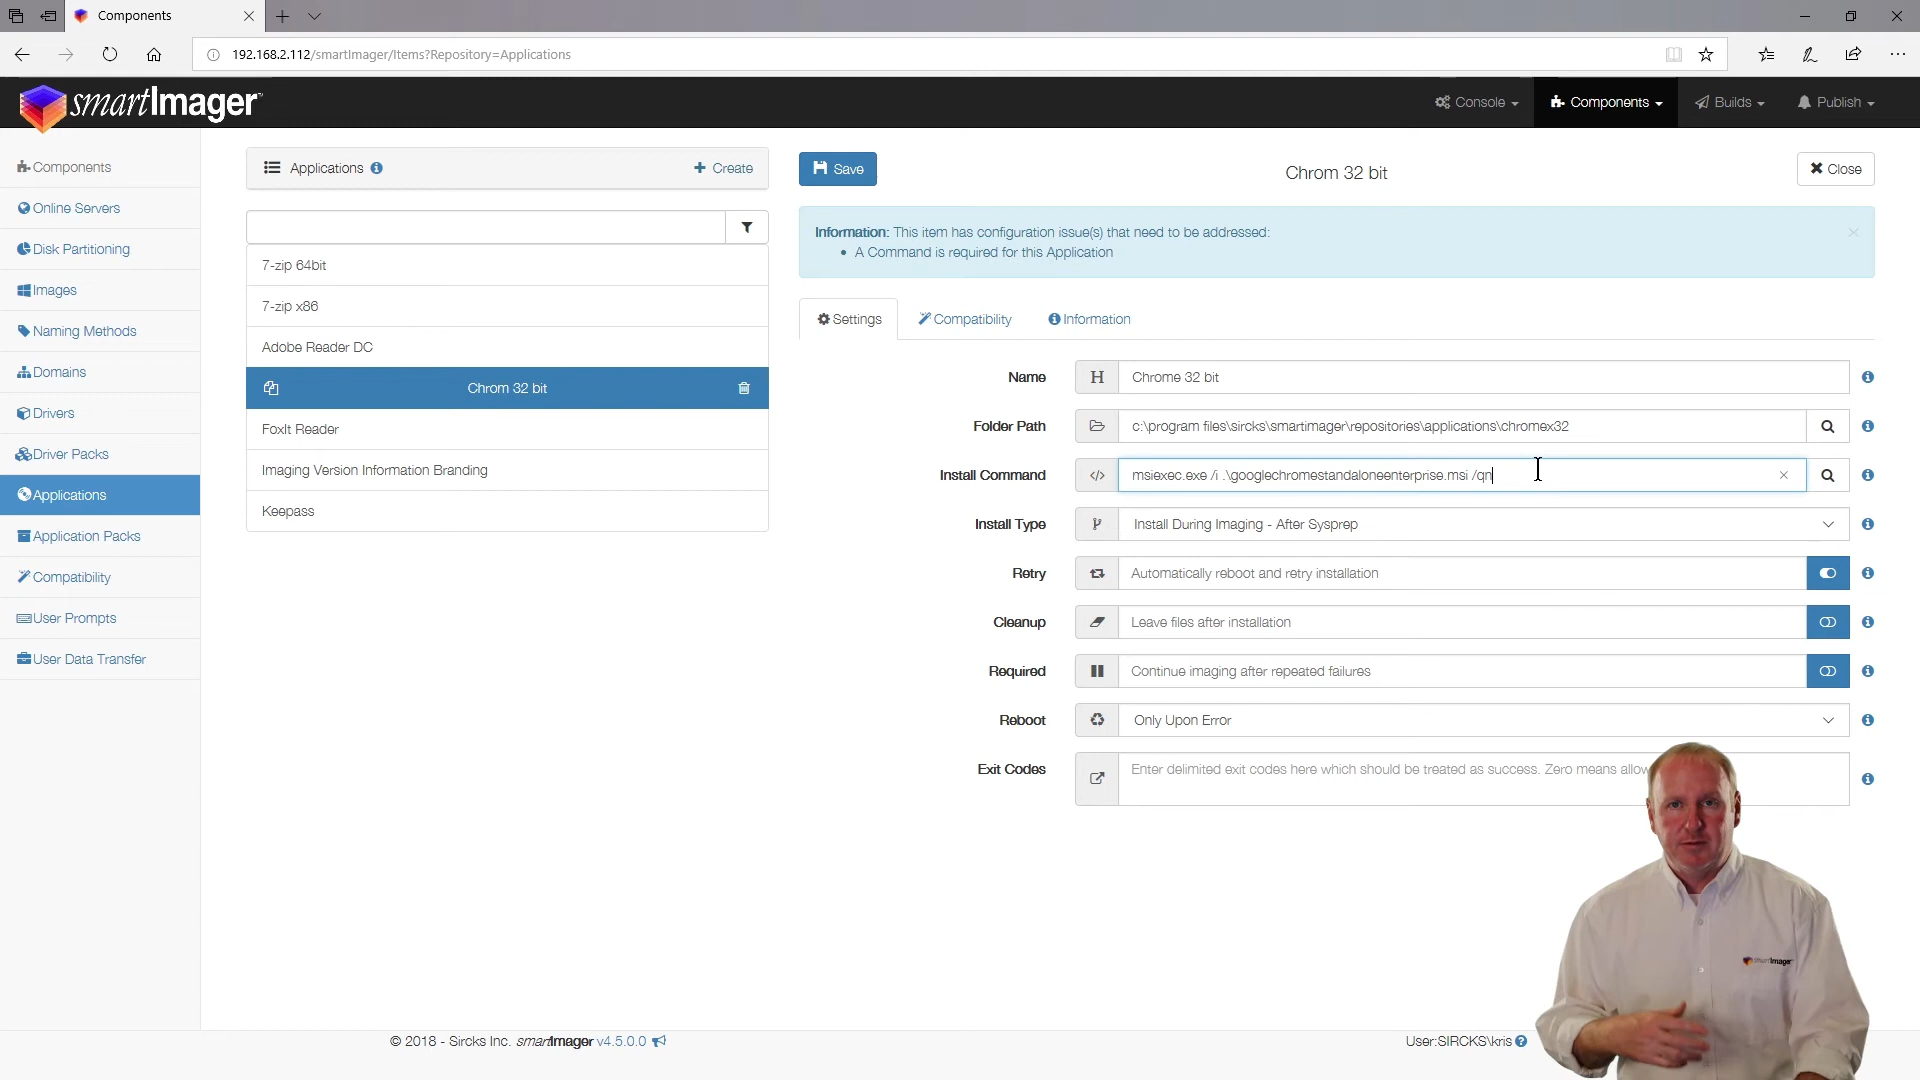 Components
192.168.2.112/smartImager/Items?Repository=Applications
smartImager
Console
Components
Builds
Publish
Components
Online Servers
Disk Partitioning
Images
Naming Methods
Domains
Drivers
Driver Packs
Applications
Application Packs
Compatibility
User Prompts
User Data Transfer
Applications
Create
7-zip 64bit
7-zip x86
Adobe Reader DC
Chrom 32 bit
FoxIt Reader
Imaging Version Information Branding
Keepass
Save
Chrom 32 bit
Close
Information: This item has configuration issue(s) that need to be addressed:
• A Command is required for this Application
Settings
Compatibility
Information
Name
Chrome 32 bit
Folder Path
c:\program files\sircks\smartimager\repositories\applications\chromex32
Install Command
msiexec.exe /i .\googlechromestandaloneenterprise.msi /qn
Install Type
Install During Imaging - After Sysprep
Retry
Automatically reboot and retry installation
Cleanup
Leave files after installation
Required
Continue imaging after repeated failures
Reboot
Only Upon Error
Exit Codes
Enter delimited exit codes here which should be treated as success. Zero means allow
smartImager
© 2018 - Sircks Inc. smartImager v4.5.0.0
User:SIRCKS\kris